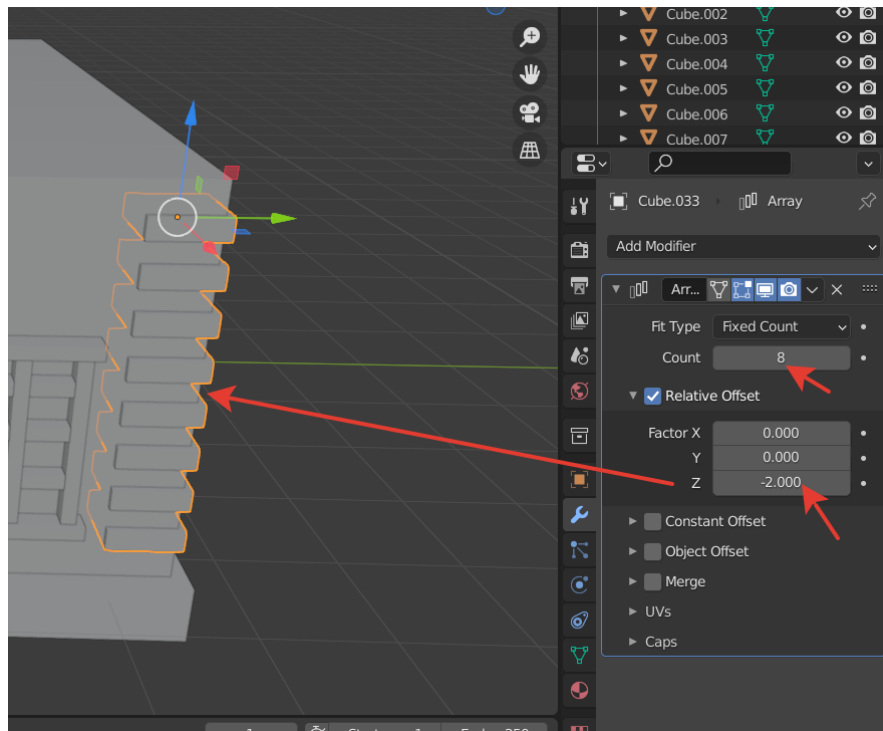 Cube.002
Cube.003
Cube.004
Cube.005
Cube.006
Cube.007
Cube.033 Array
Add Modifier
Arr...
Fit Type Fixed Count
Count 8
Relative Offset
Factor X 0.000
Y 0.000
Z -2.000
Constant Offset
Object Offset
Merge
UVs
Caps